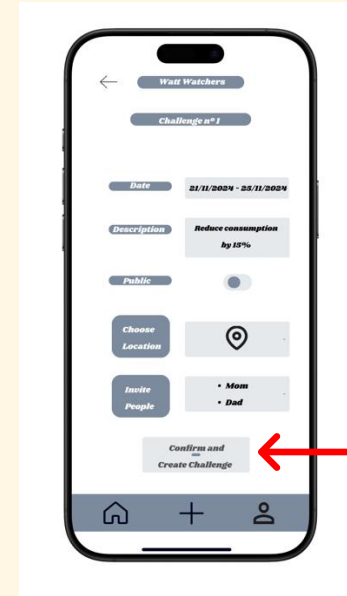 Watt Watchers
Challenge nº 1
Date
21/11/2024 - 25/11/2024
Description
Reduce consumption
by 15%
Public
Choose
Location
Invite
People
• Mom
• Dad
Confirm and
Create Challenge